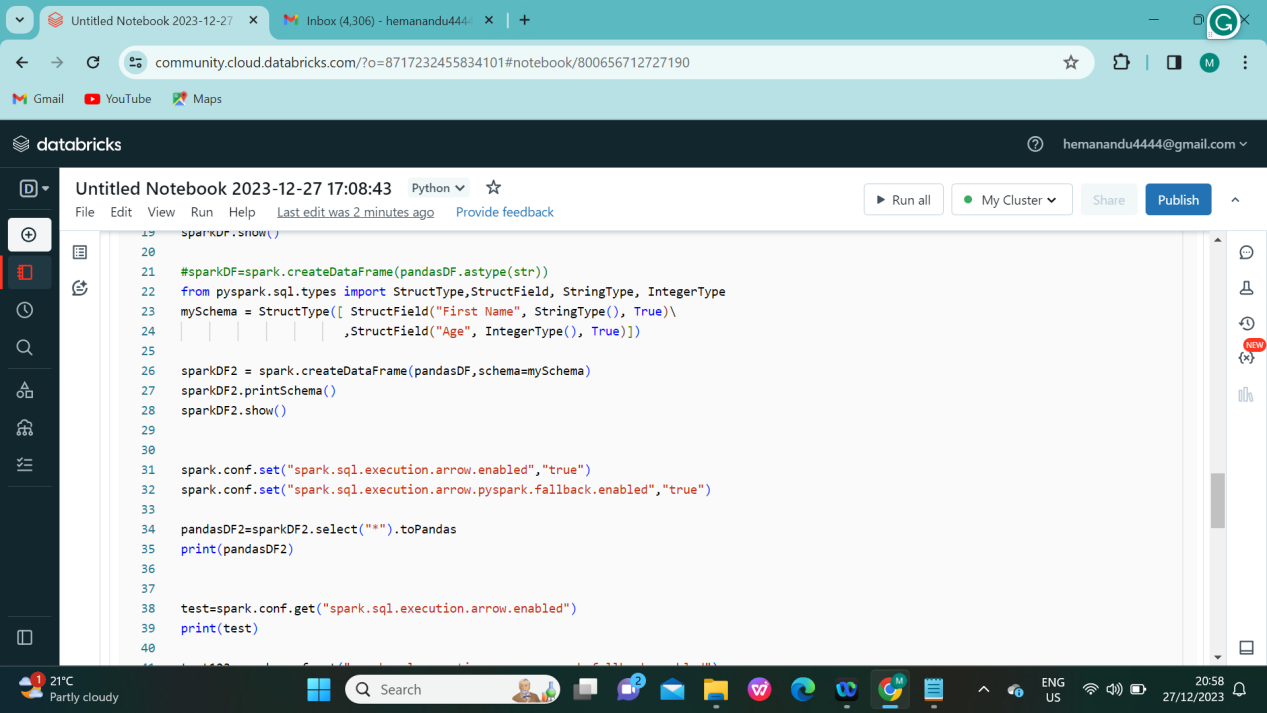 Untitled Notebook 2023-12-27
Inbox (4,306) - hemanandu4444
community.cloud.databricks.com/?o=8717232455834101#notebook/800656712727190
M
Gmail
YouTube
Maps
databricks
hemanandu4444@gmail.com
D
Untitled Notebook 2023-12-27 17:08:43
Python
File Edit View Run Help Last edit was 2 minutes ago Provide feedback
Run all
My Cluster
Share
Publish
19 sparkDF.show()
20
21 #sparkDF=spark.createDataFrame(pandasDF.astype(str))
22 from pyspark.sql.types import StructType,StructField, StringType, IntegerType
23 mySchema = StructType([ StructField("First Name", StringType(), True)\
24 ,StructField("Age", IntegerType(), True)])
25
26 sparkDF2 = spark.createDataFrame(pandasDF,schema=mySchema)
27 sparkDF2.printSchema()
28 sparkDF2.show()
29
30
31 spark.conf.set("spark.sql.execution.arrow.enabled","true")
32 spark.conf.set("spark.sql.execution.arrow.pyspark.fallback.enabled","true")
33
34 pandasDF2=sparkDF2.select("*").toPandas
35 print(pandasDF2)
36
37
38 test=spark.conf.get("spark.sql.execution.arrow.enabled")
39 print(test)
40
NEW
1
21°C
Partly cloudy
Search
2
M
ENG
US
20:58
27/12/2023